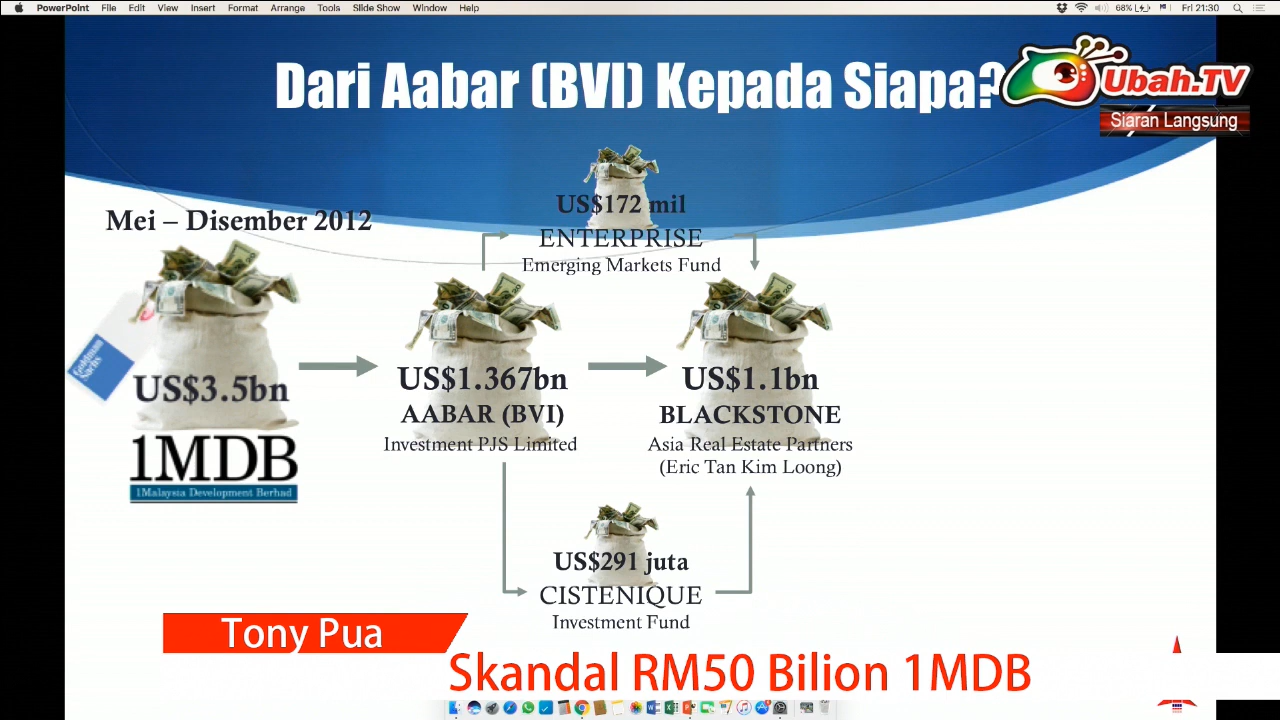 PowerPoint File Edit View Insert Format Arrange Tools Slide Show Window Help 68% Fri 21:30
Dari Aabar (BVI) Kepada Siapa?
Ubah.TV
Siaran Langsung
Mei – Disember 2012
US$172 mil
ENTERPRISE
Emerging Markets Fund
Goldman
Sachs
US$3.5bn
1MDB
1Malaysia Development Berhad
US$1.367bn
AABAR (BVI)
Investment PJS Limited
US$1.1bn
BLACKSTONE
Asia Real Estate Partners
(Eric Tan Kim Loong)
US$291 juta
CISTENIQUE
Investment Fund
Tony Pua
Skandal RM50 Bilion 1MDB